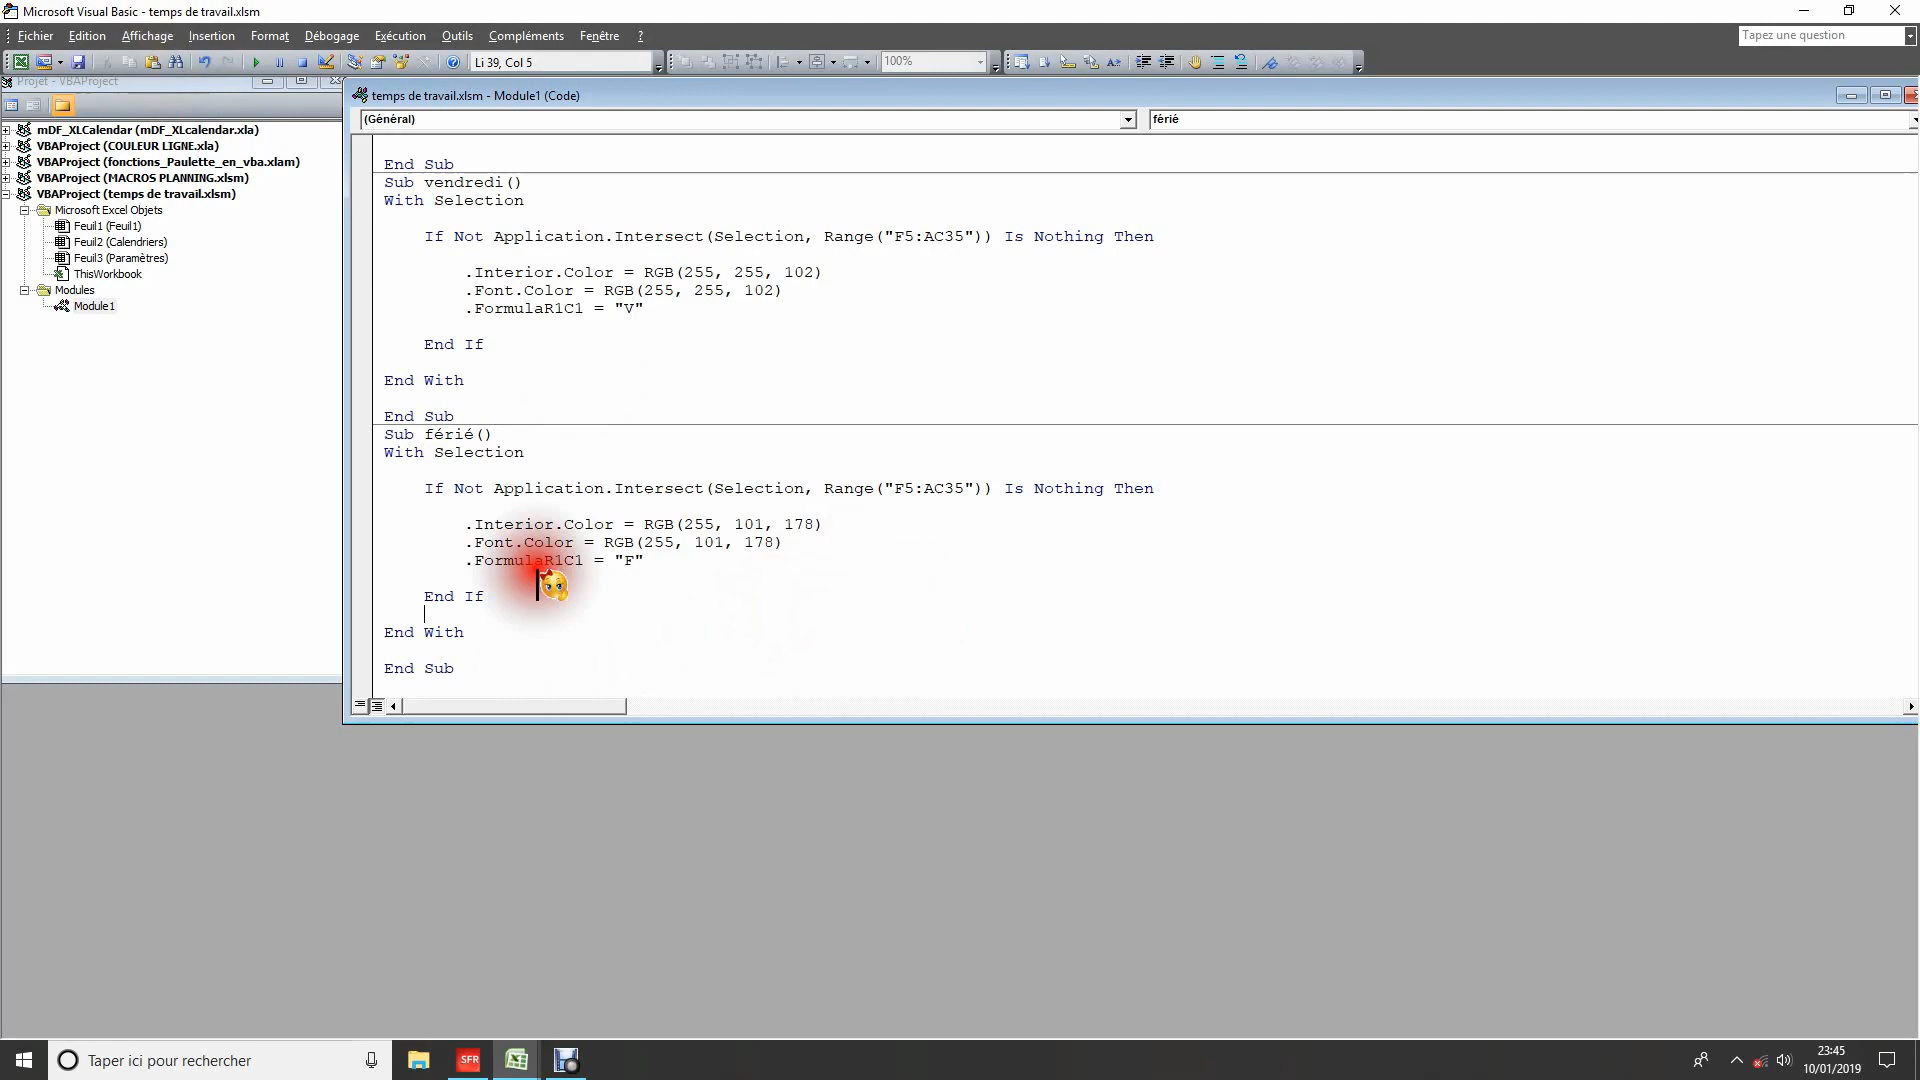 Microsoft Visual Basic - temps de travail.xlsm
Fichier Edition Affichage Insertion Format Débogage Exécution Outils Compléments Fenêtre ?
Tapez une question
Li 39, Col 5
100%
Projet - VBAProject
temps de travail.xlsm - Module1 (Code)
(Général)
férié
mDF_XLCalendar (mDF_XLcalendar.xla)
VBAProject (COULEUR LIGNE.xla)
VBAProject (fonctions_Paulette_en_vba.xlam)
VBAProject (MACROS PLANNING.xlsm)
VBAProject (temps de travail.xlsm)
Microsoft Excel Objets
Feuil1 (Feuil1)
Feuil2 (Calendriers)
Feuil3 (Paramètres)
ThisWorkbook
Modules
Module1
End Sub
Sub vendredi()
With Selection
If Not Application.Intersect(Selection, Range("F5:AC35")) Is Nothing Then
.Interior.Color = RGB(255, 255, 102)
.Font.Color = RGB(255, 255, 102)
.FormulaR1C1 = "V"
End If
End With
End Sub
Sub férié()
With Selection
If Not Application.Intersect(Selection, Range("F5:AC35")) Is Nothing Then
.Interior.Color = RGB(255, 101, 178)
.Font.Color = RGB(255, 101, 178)
.FormulaR1C1 = "F"
End If
End With
End Sub
Taper ici pour rechercher
SFR
23:45
10/01/2019